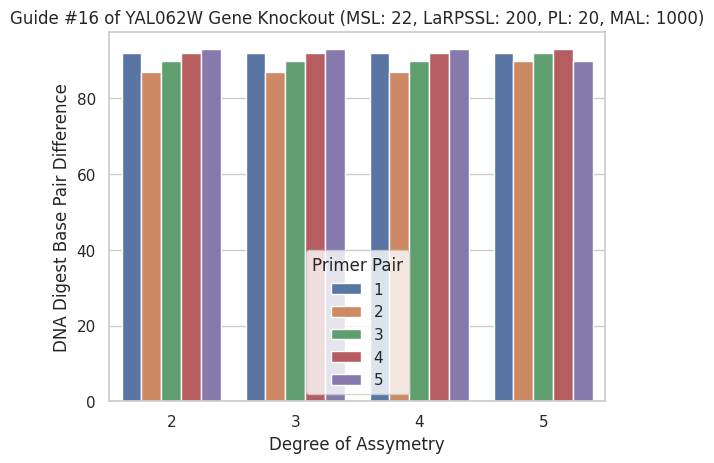 Guide #16 of YAL062W Gene Knockout (MSL: 22, LaRPSSL: 200, PL: 20, MAL: 1000)
DNA Digest Base Pair Difference
80
60
40
20
0
Primer Pair
1
2
3
4
5
2 3 4 5
Degree of Assymetry